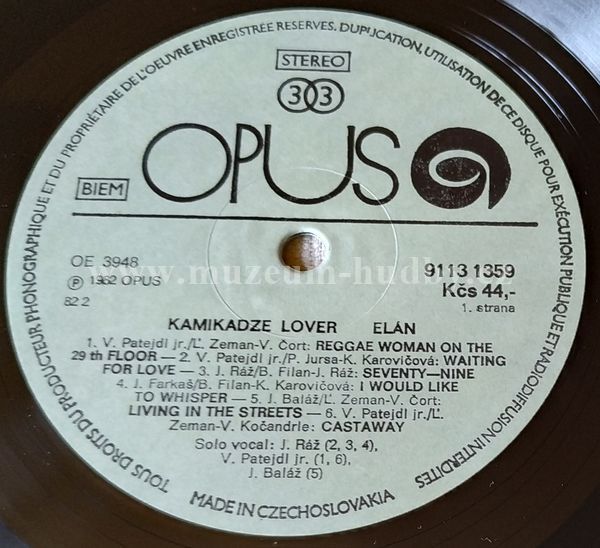 TOUS DROITS DU PRODUCTEUR PHONOGRAPHIQUE ET DU PROPRIÉTAIRE DE L'OEUVRE ENREGISTRÉE RÉSERVÉS. DUPLICATION, UTILISATION DE CE DISQUE POUR EXÉCUTION PUBLIQUE ET RADIODIFFUSION INTERDITES
STEREO
33
OPUS
BIEM
OE 3948
℗ 1982 OPUS
82 2
9113 1359
Kčs 44,-
1. strana
www.muzeum-hudby.cz
KAMIKADZE LOVER ELÁN
1. V. Patejdl jr./Ľ. Zeman-V. Čort: REGGAE WOMAN ON THE
29 th FLOOR — 2. V. Patejdl jr./P. Jursa-K. Karovičová: WAITING
FOR LOVE — 3. J. Ráž/B. Filan-J. Ráž: SEVENTY—NINE
4. J. Farkaš/B. Filan-K. Karovičová: I WOULD LIKE
TO WHISPER — 5. J. Baláž/Ľ. Zeman-V. Čort:
LIVING IN THE STREETS — 6. V. Patejdl jr./Ľ.
Zeman-V. Kočandrle: CASTAWAY
Solo vocal: J. Ráž (2, 3, 4),
V. Patejdl jr. (1, 6),
J. Baláž (5)
MADE IN CZECHOSLOVAKIA